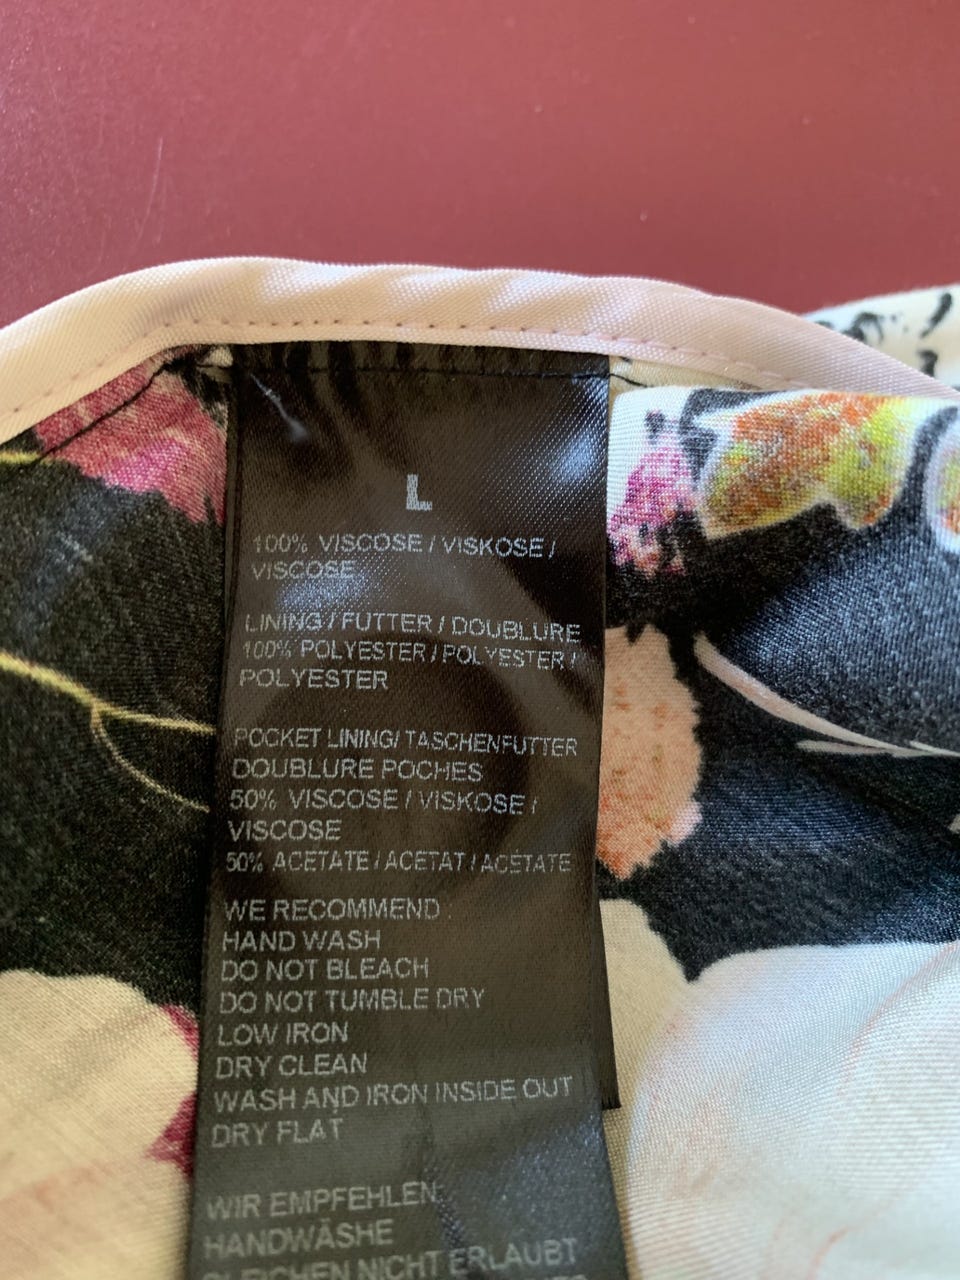 L
100% VISCOSE / VISKOSE /
VISCOSE
LINING / FUTTER / DOUBLURE
100% POLYESTER / POLYESTER /
POLYESTER
POCKET LINING/ TASCHENFUTTER
DOUBLURE POCHES
50% VISCOSE / VISKOSE /
VISCOSE
50% ACETATE / ACETAT / ACÉTATE
WE RECOMMEND :
HAND WASH
DO NOT BLEACH
DO NOT TUMBLE DRY
LOW IRON
DRY CLEAN
WASH AND IRON INSIDE OUT
DRY FLAT
WIR EMPFEHLEN:
HANDWÄSHE
BLEICHEN NICHT ERLAUBT